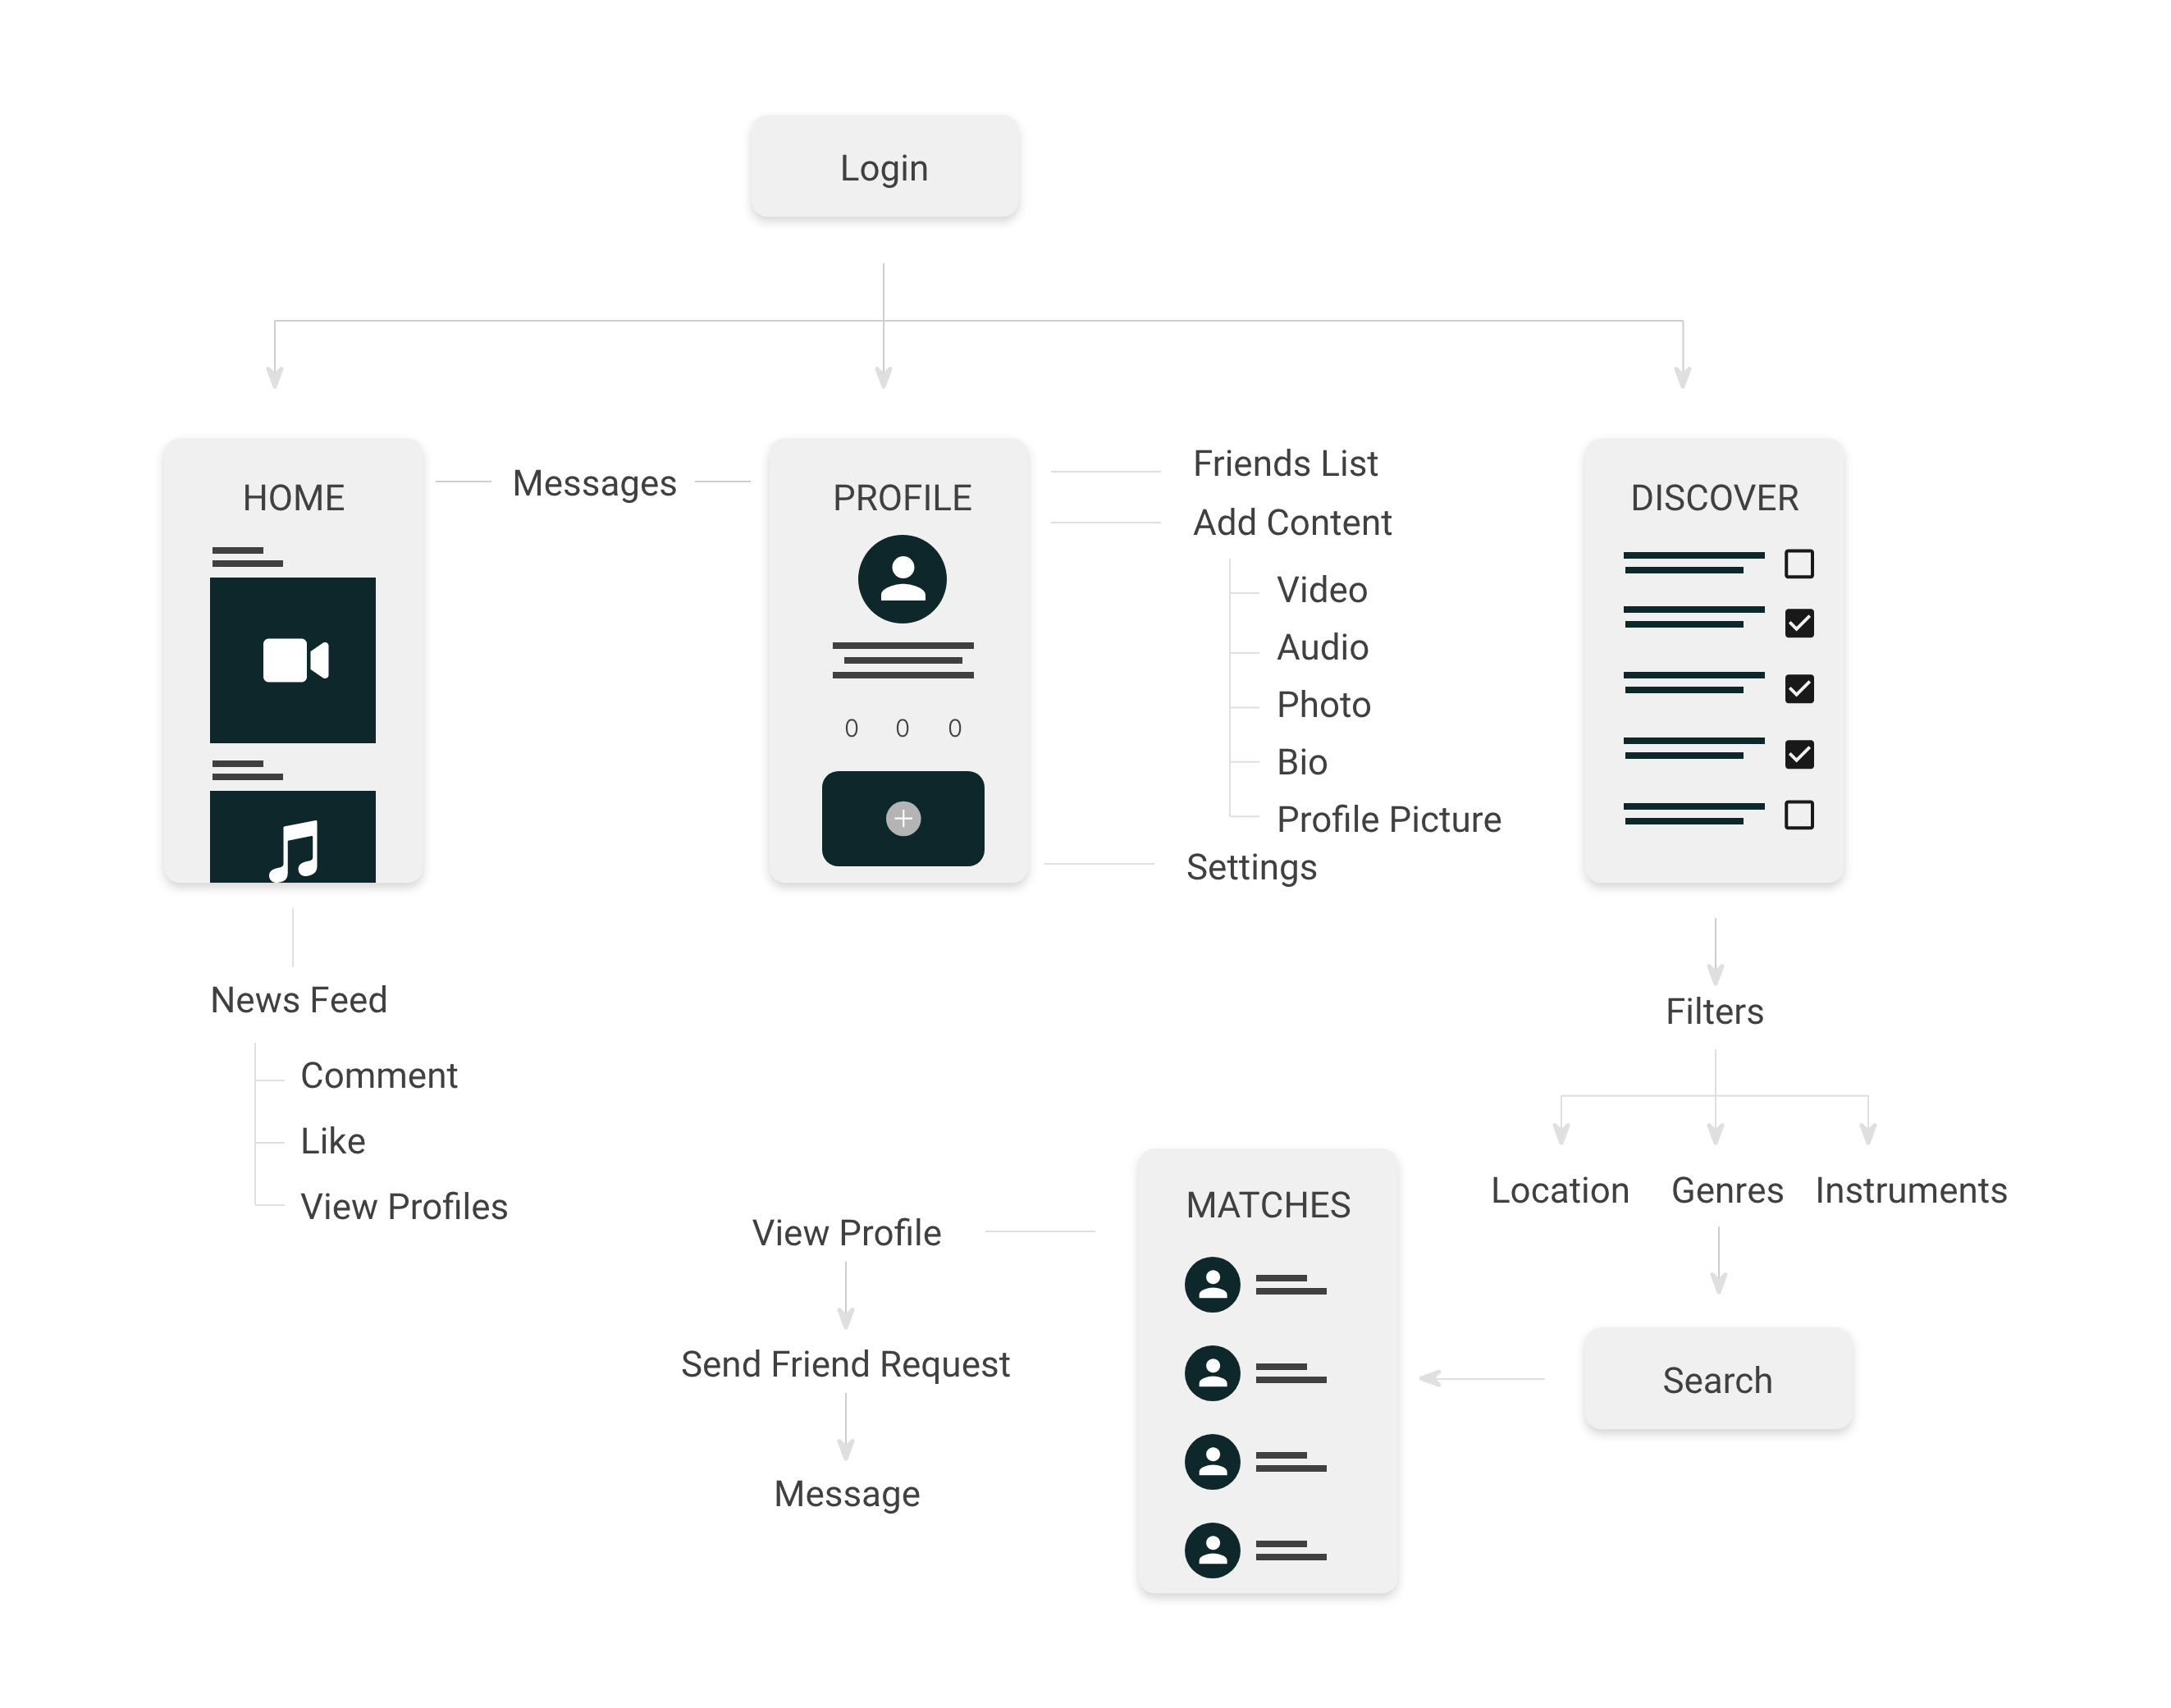 Login
HOME
Messages
PROFILE
0 0 0
Friends List
Add Content
Video
Audio
Photo
Bio
Profile Picture
Settings
DISCOVER
News Feed
Comment
Like
View Profiles
Filters
Location
Genres
Instruments
Search
MATCHES
View Profile
Send Friend Request
Message